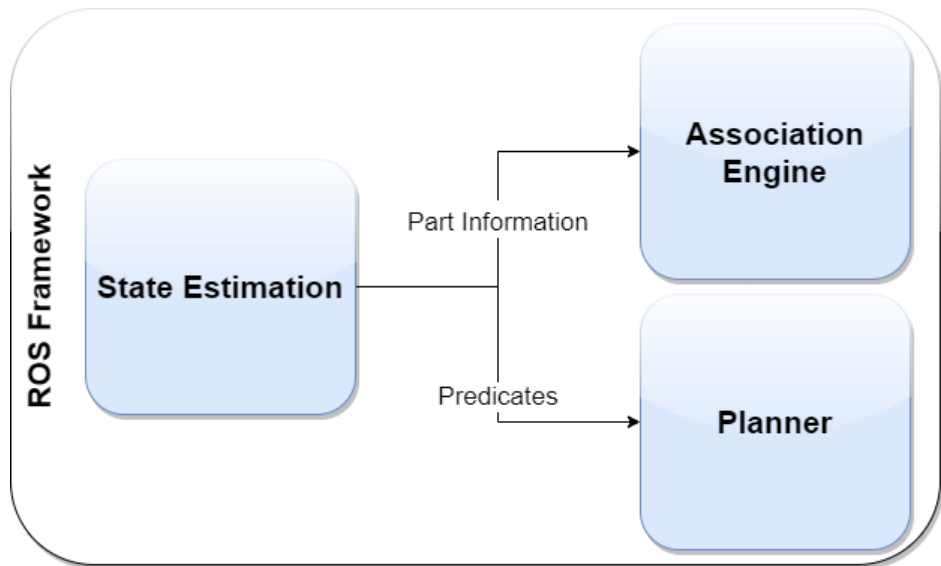 ROS Framework
State Estimation
Part Information
Predicates
Association
Engine
Planner